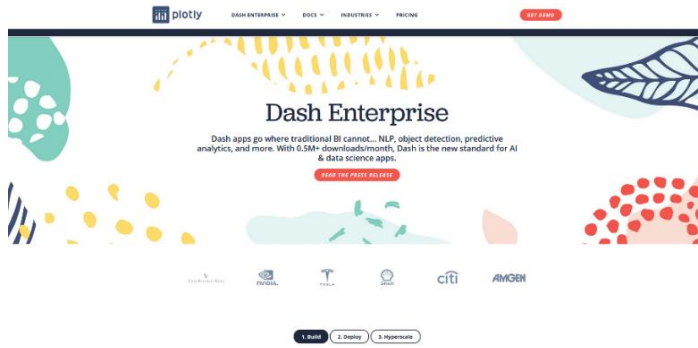 plotly
DASH ENTERPRISE
DOCS
INDUSTRIES
PRICING
GET DEMO
Dash Enterprise
Dash apps go where traditional BI cannot... NLP, object detection, predictive
analytics, and more. With 0.5M+ downloads/month, Dash is the new standard for AI
& data science apps.
READ THE PRESS RELEASE
NVIDIA
TESLA
citi
AMGEN
1. Build
2. Deploy
3. Hyperscale